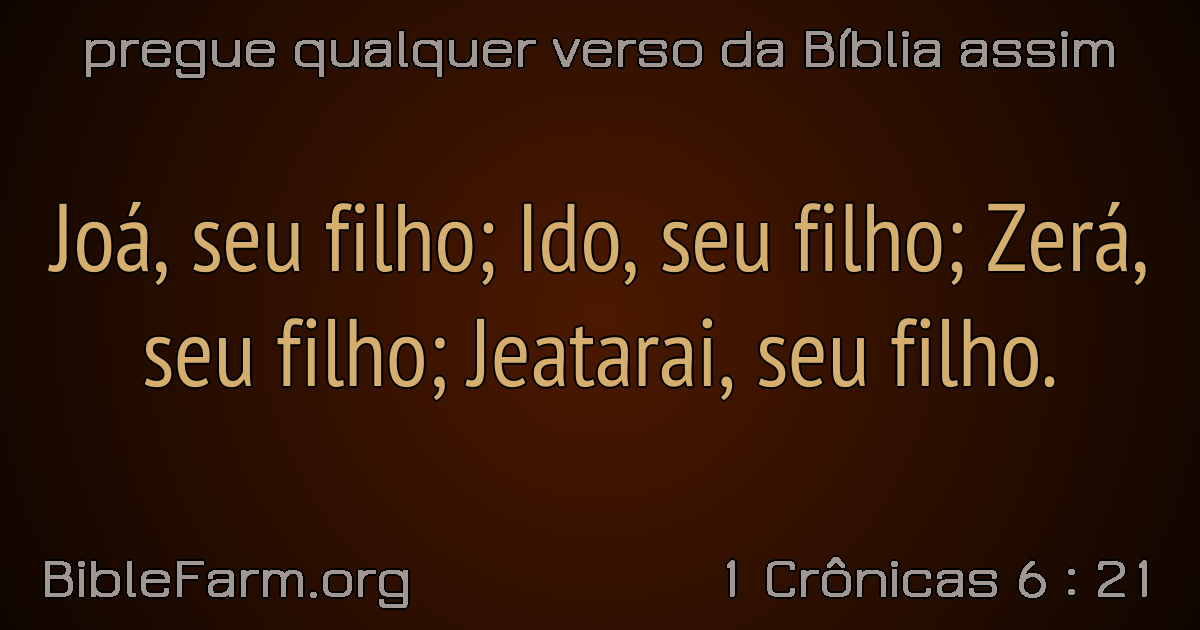 pregue qualquer verso da Bíblia assim
Joá, seu filho; Ido, seu filho; Zerá,
seu filho; Jeatarai, seu filho.
BibleFarm.org
1 Crônicas 6 : 21